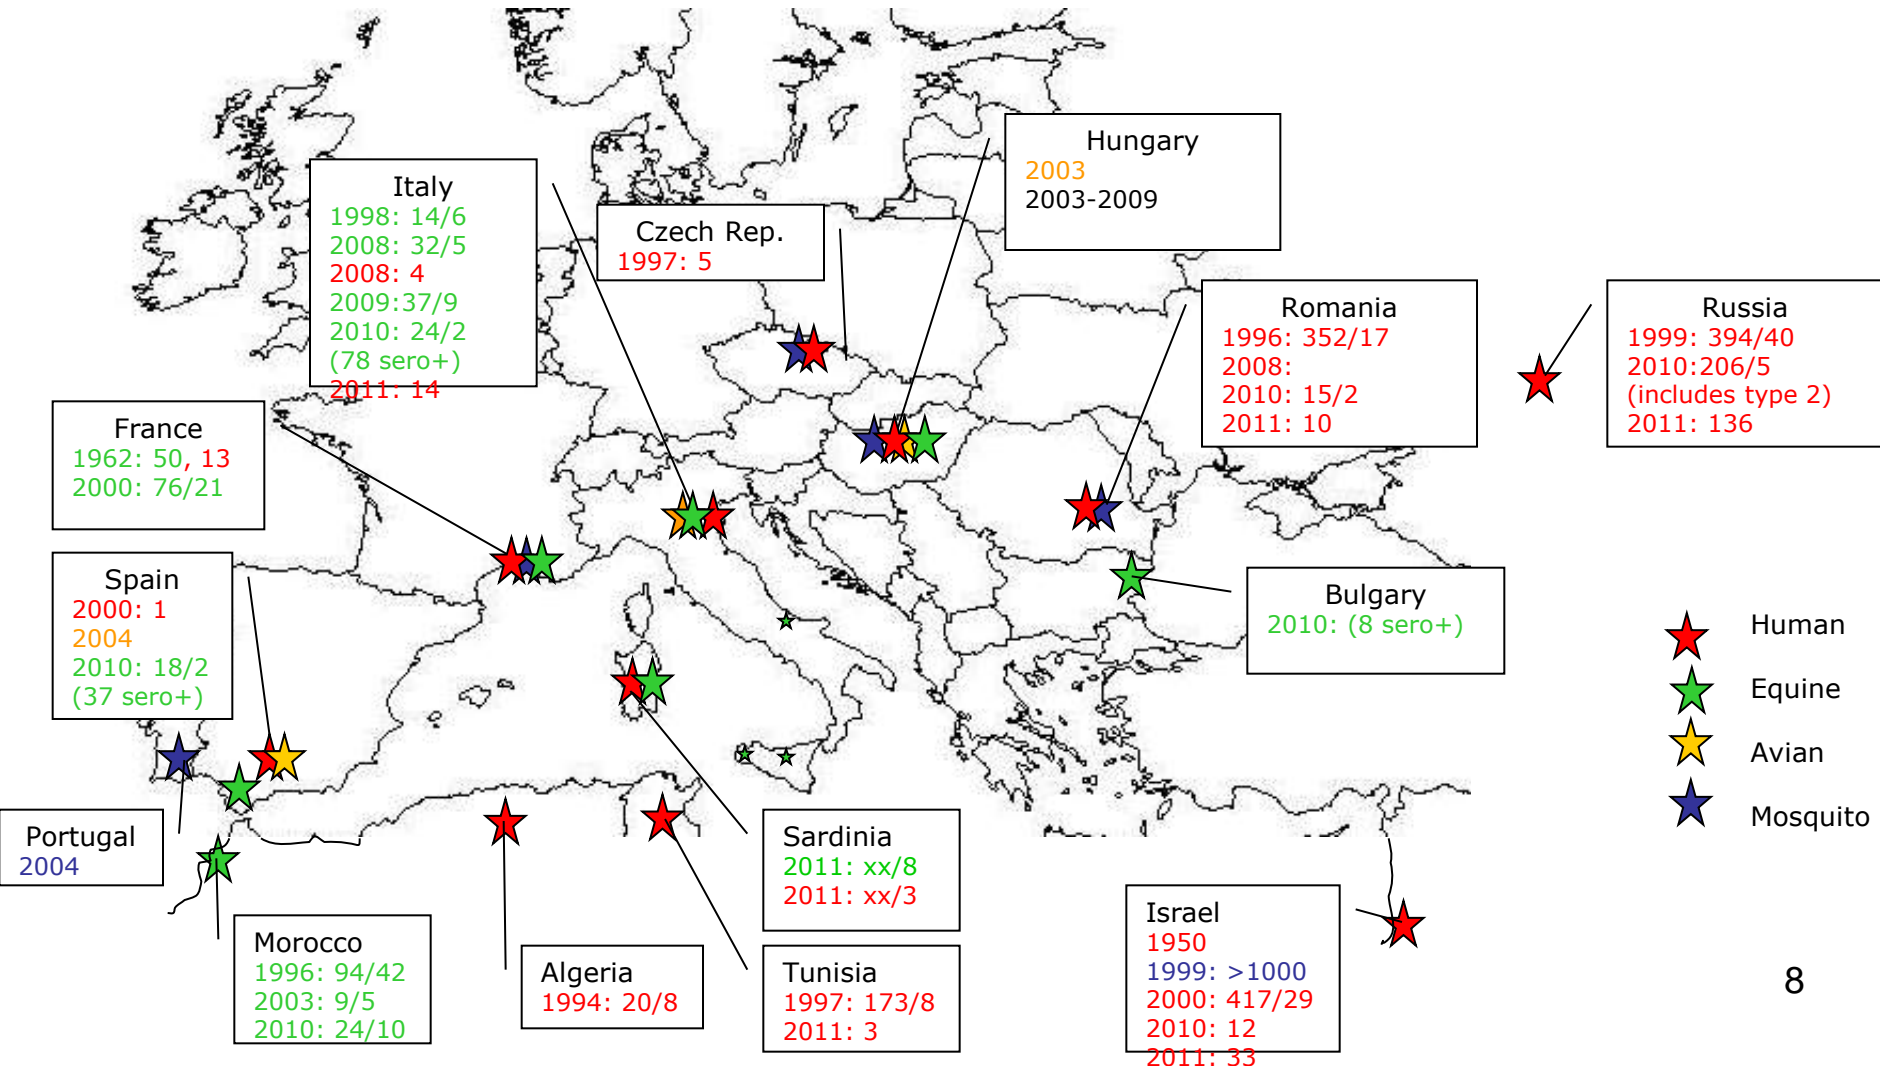 Hungary
2003
2003-2009
Italy
1998: 14/6
2008: 32/5
2008: 4
2009:37/9
2010: 24/2
(78 sero+)
2011: 14
Czech Rep.
1997: 5
Romania
1996: 352/17
2008:
2010: 15/2
2011: 10
Russia
1999: 394/40
2010:206/5
(includes type 2)
2011: 136
France
1962: 50, 13
2000: 76/21
Spain
2000: 1
2004
2010: 18/2
(37 sero+)
Bulgary
2010: (8 sero+)
Human
Equine
Avian
Mosquito
Portugal
2004
Sardinia
2011: xx/8
2011: xx/3
Morocco
1996: 94/42
2003: 9/5
2010: 24/10
Algeria
1994: 20/8
Tunisia
1997: 173/8
2011: 3
Israel
1950
1999: >1000
2000: 417/29
2010: 12
2011: 33
8